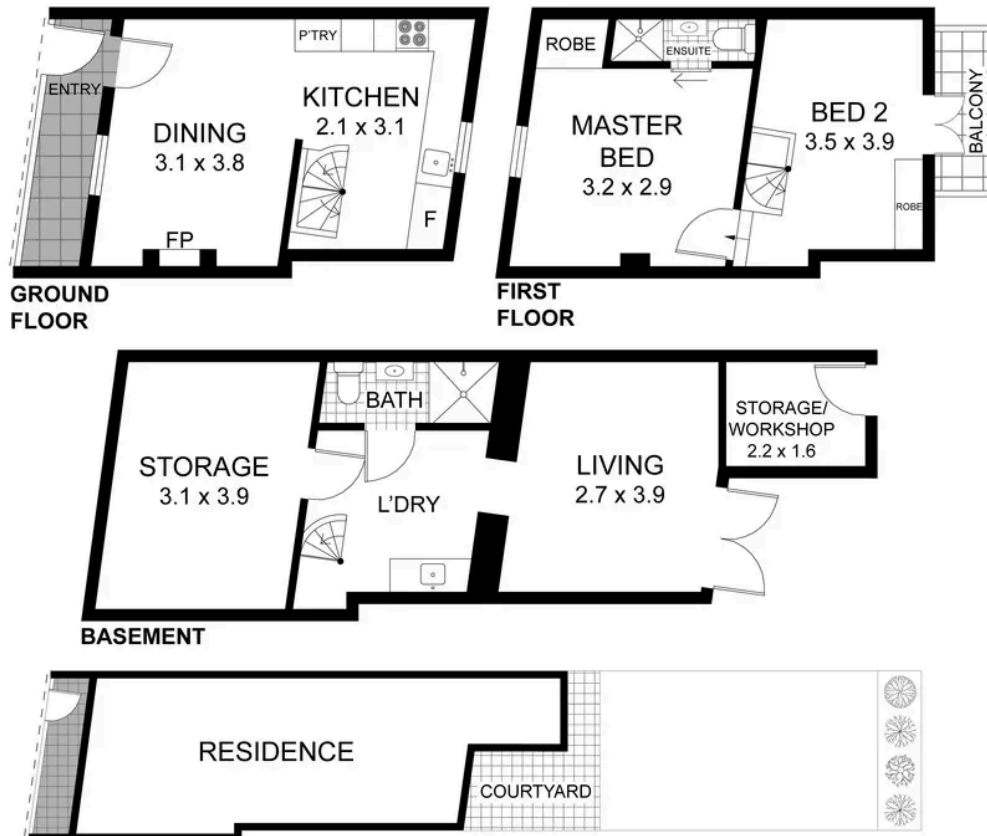 P'TRY
ENTRY
KITCHEN
2.1 x 3.1
DINING
3.1 x 3.8
F
FP
GROUND
FLOOR
ROBE
ENSUITE
MASTER
BED
3.2 x 2.9
BED 2
3.5 x 3.9
BALCONY
ROBE
FIRST
FLOOR
BATH
STORAGE
3.1 x 3.9
L'DRY
LIVING
2.7 x 3.9
STORAGE/
WORKSHOP
2.2 x 1.6
BASEMENT
RESIDENCE
COURTYARD